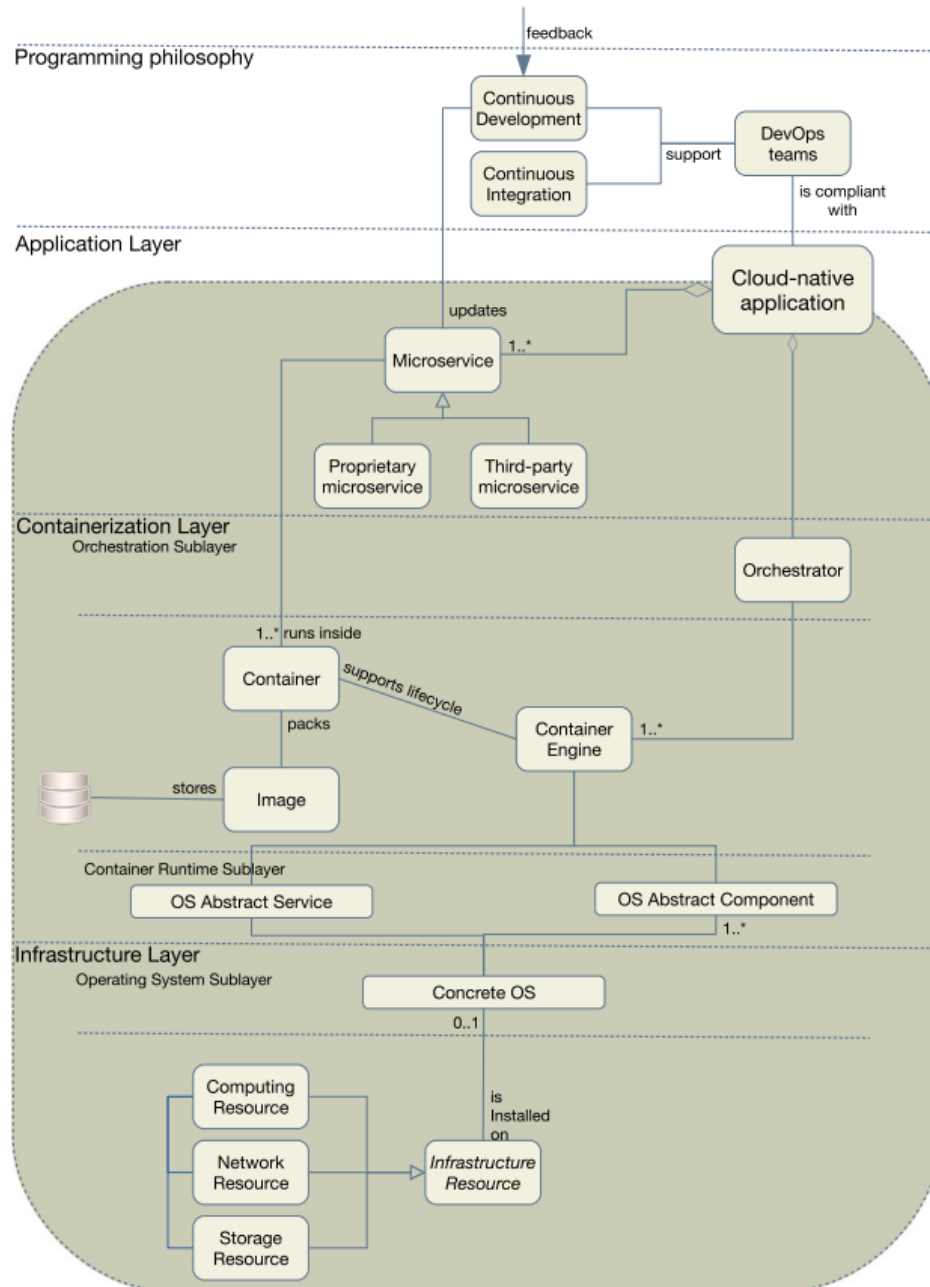 feedback
Programming philosophy
Continuous
Development
DevOps
teams
support
Continuous
Integration
is compliant
with
Application Layer
Cloud-native
application
updates
1..*
Microservice
Proprietary
microservice
Third-party
microservice
Containerization Layer
Orchestration Sublayer
Orchestrator
1..* runs inside
Container
supports lifecycle
packs
Container
Engine
1..*
stores
Image
Container Runtime Sublayer
OS Abstract Service
OS Abstract Component
1..*
Infrastructure Layer
Operating System Sublayer
Concrete OS
0..1
Computing
Resource
is
Installed
on
Network
Resource
Infrastructure
Resource
Storage
Resource